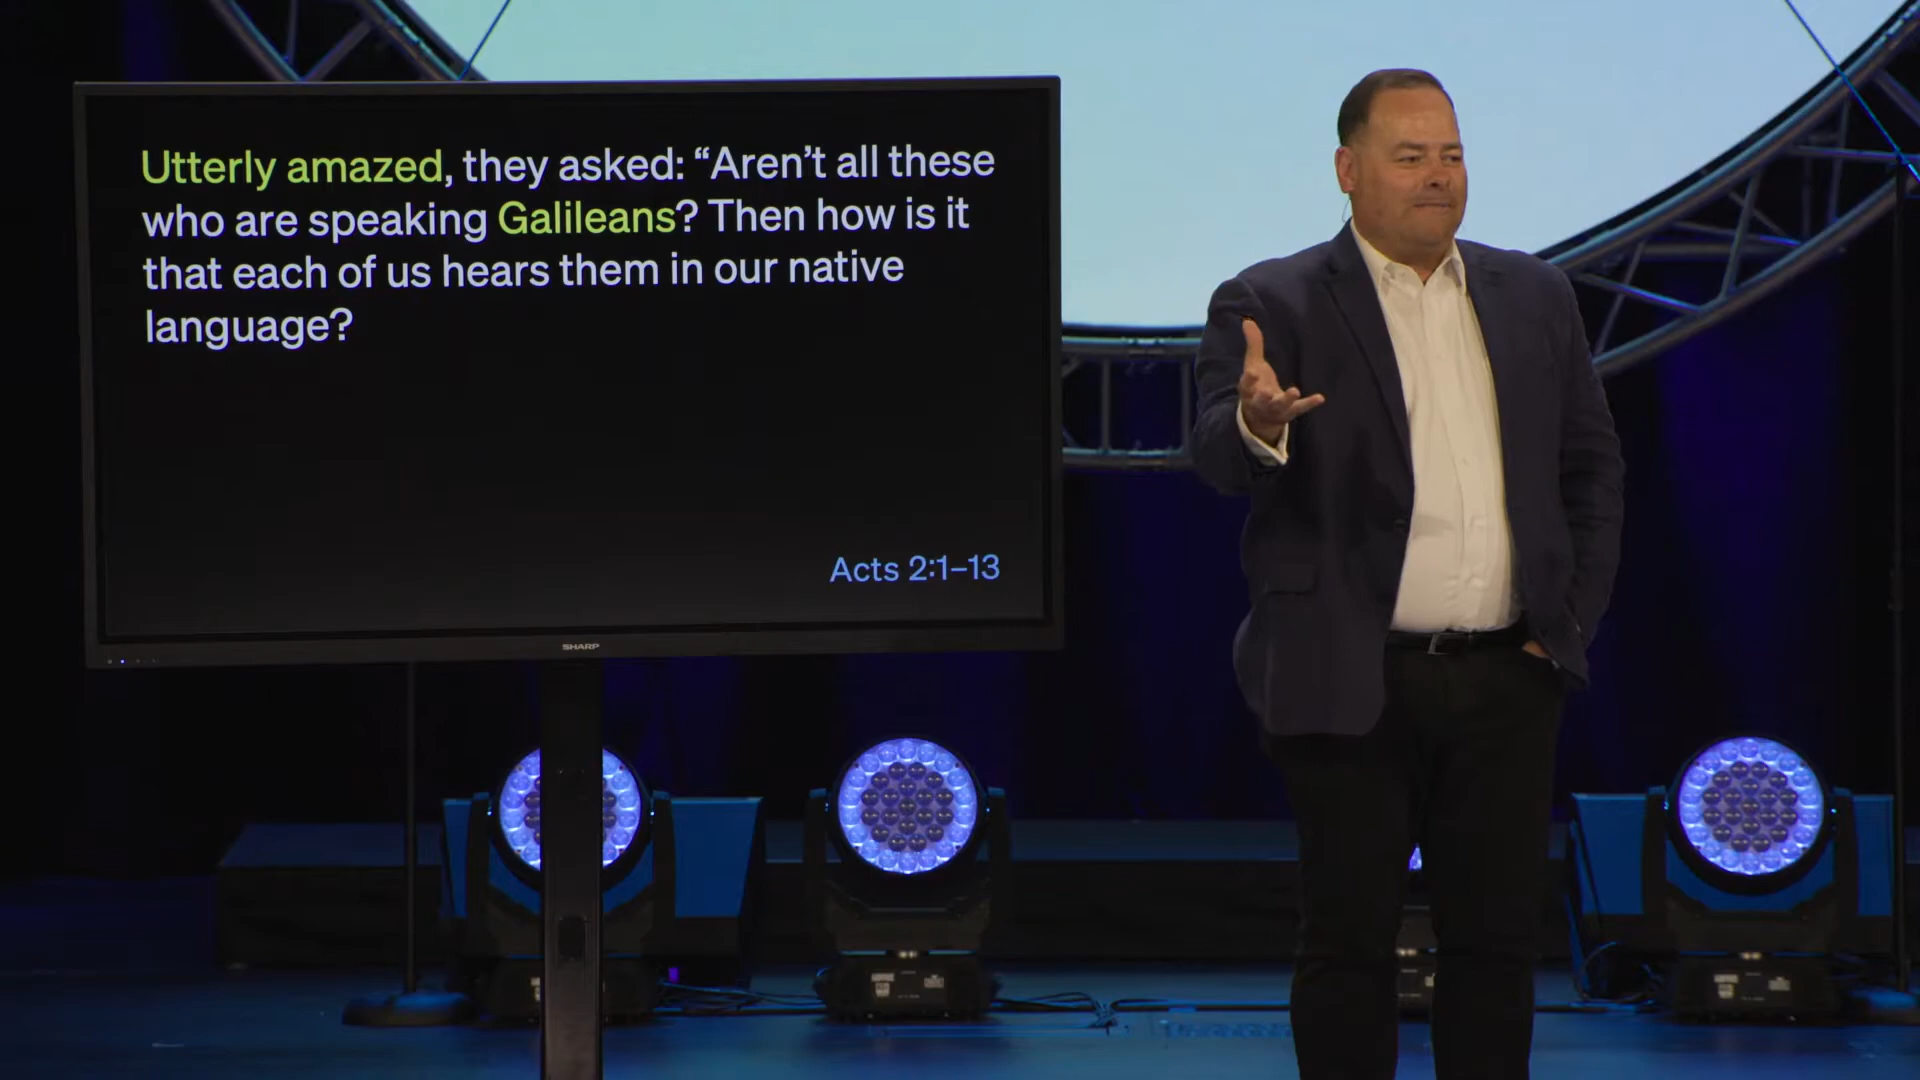 Utterly amazed, they asked: “Aren’t all these
who are speaking Galileans? Then how is it
that each of us hears them in our native
language?
Acts 2:1–13
SHARP